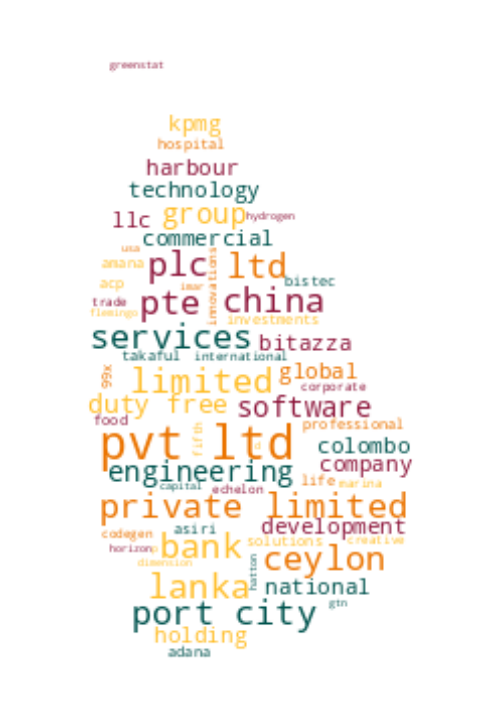 greenstat
kpmg
hospital
harbour
technology
llc group hydrogen
commercial
usa
amana plc innovations ltd
acp imar bistec
trade pte china
flamingo investments
services bitazza
takaful international
99x limited global
corporate
duty free software
food fifth professional
pvt ltd colombo
engineering company
capital echelon life marina
private limited
asiri development
codegen solutions creative
horizon bank
dimension hatton ceylon
lanka national
port city gtn
holding
adana